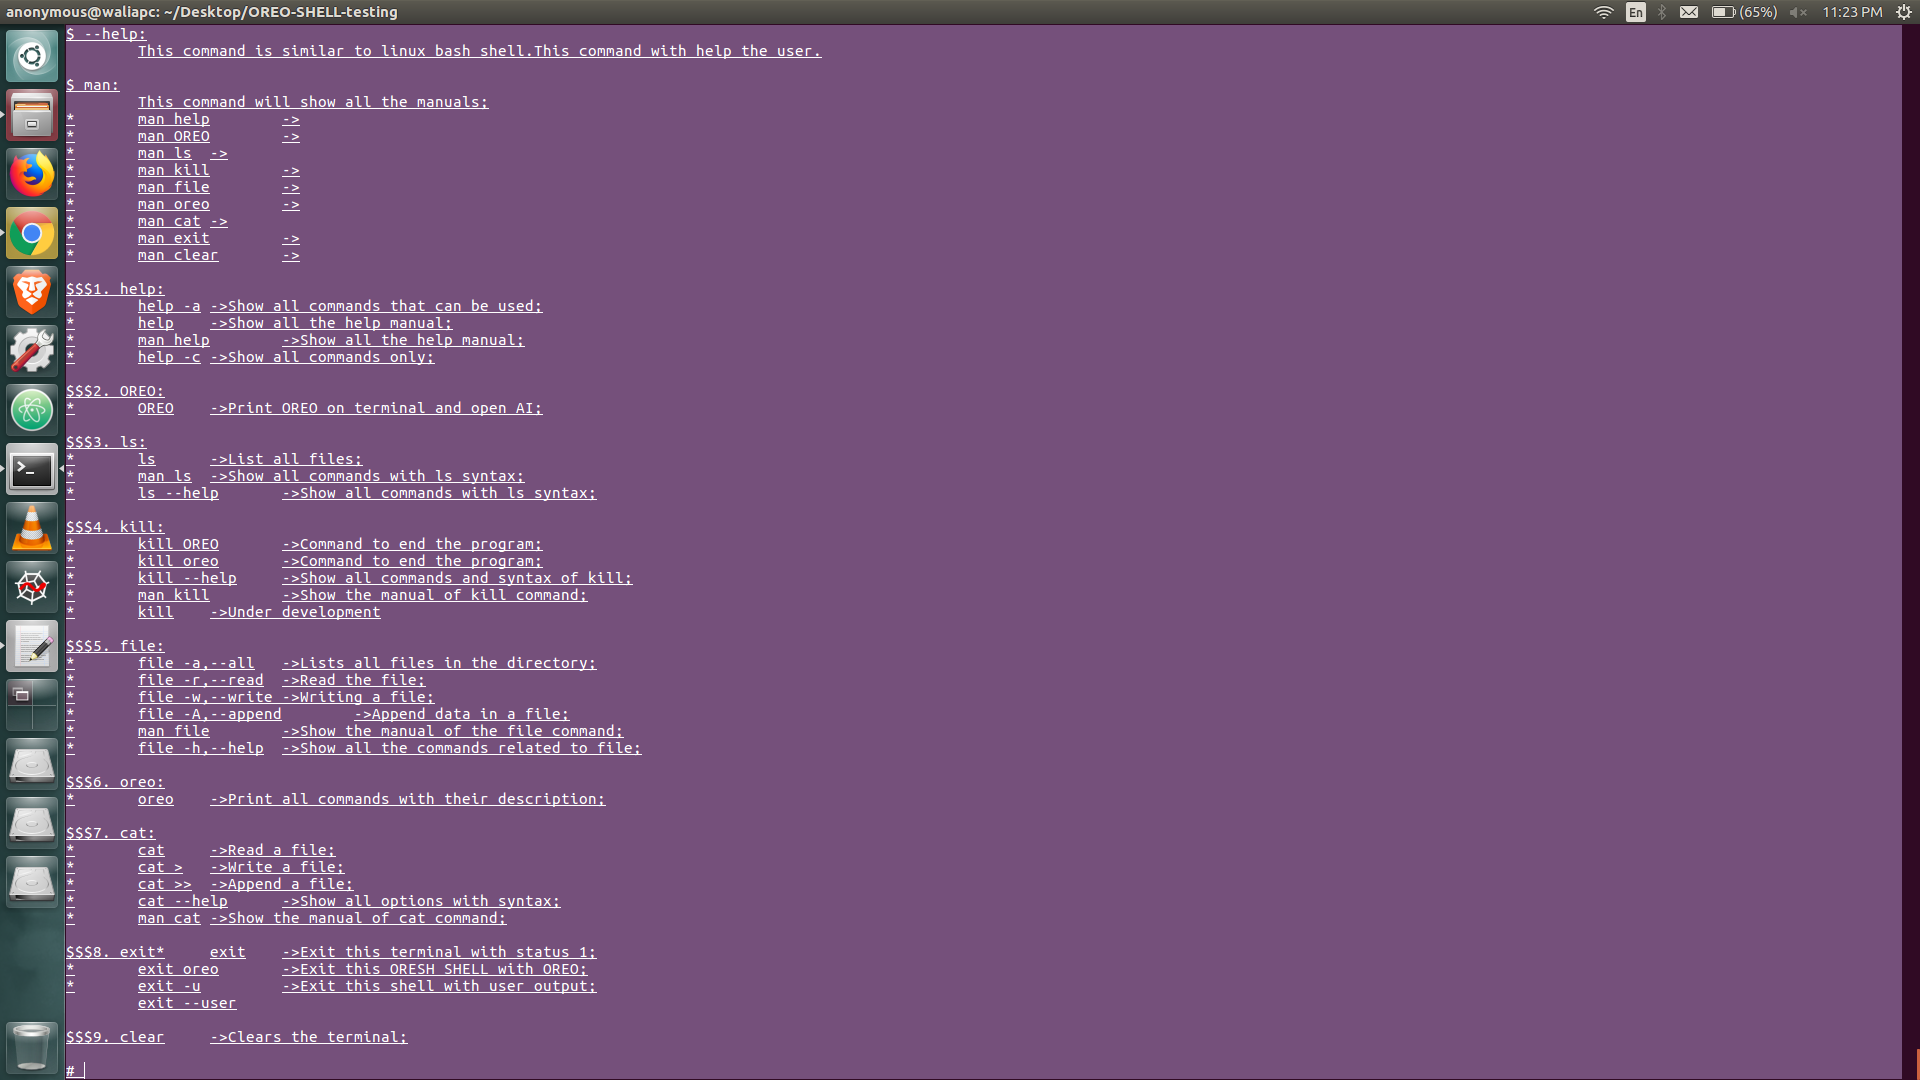 anonymous@waliapc: ~/Desktop/OREO-SHELL-testing En (65%) 11:23 PM
$ --help:
This command is similar to linux bash shell.This command with help the user.
$ man:
This command will show all the manuals;
* man help ->
* man OREO ->
* man ls ->
* man kill ->
* man file ->
* man oreo ->
* man cat ->
* man exit ->
* man clear ->
$$$1. help:
* help -a ->Show all commands that can be used;
* help ->Show all the help manual;
* man help ->Show all the help manual;
* help -c ->Show all commands only;
$$$2. OREO:
* OREO ->Print OREO on terminal and open AI;
$$$3. ls:
* ls ->List all files;
* man ls ->Show all commands with ls syntax;
* ls --help ->Show all commands with ls syntax;
$$$4. kill:
* kill OREO ->Command to end the program;
* kill oreo ->Command to end the program;
* kill --help ->Show all commands and syntax of kill;
* man kill ->Show the manual of kill command;
* kill ->Under development
$$$5. file:
* file -a,--all ->Lists all files in the directory;
* file -r,--read ->Read the file;
* file -w,--write ->Writing a file;
* file -A,--append ->Append data in a file;
* man file ->Show the manual of the file command;
* file -h,--help ->Show all the commands related to file;
$$$6. oreo:
* oreo ->Print all commands with their description;
$$$7. cat:
* cat ->Read a file;
* cat > ->Write a file;
* cat >> ->Append a file;
* cat --help ->Show all options with syntax;
* man cat ->Show the manual of cat command;
$$$8. exit* exit ->Exit this terminal with status 1;
* exit oreo ->Exit this ORESH SHELL with OREO;
* exit -u ->Exit this shell with user output;
exit --user
$$$9. clear ->Clears the terminal;
#